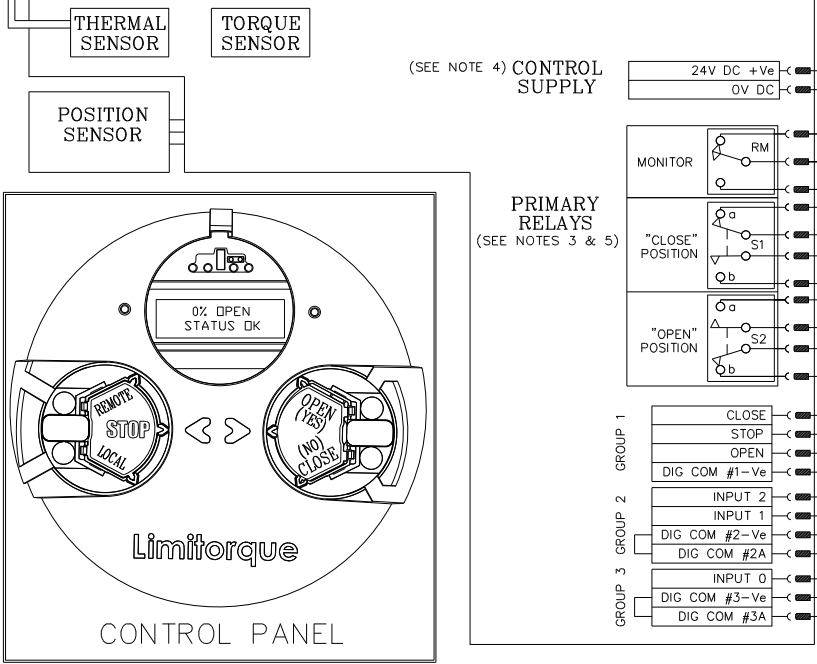 THERMAL
SENSOR
TORQUE
SENSOR
POSITION
SENSOR
(SEE NOTE 4) CONTROL
SUPPLY
24V DC +Ve
0V DC
PRIMARY
RELAYS
(SEE NOTES 3 & 5)
MONITOR
RM
"CLOSE"
POSITION
a
S1
b
"OPEN"
POSITION
a
S2
b
GROUP 1
CLOSE
STOP
OPEN
DIG COM #1-Ve
GROUP 2
INPUT 2
INPUT 1
DIG COM #2-Ve
DIG COM #2A
GROUP 3
INPUT 0
DIG COM #3-Ve
DIG COM #3A
0% OPEN
STATUS OK
REMOTE
STOP
LOCAL
OPEN
(YES)
(NO)
CLOSE
Limitorque
CONTROL PANEL